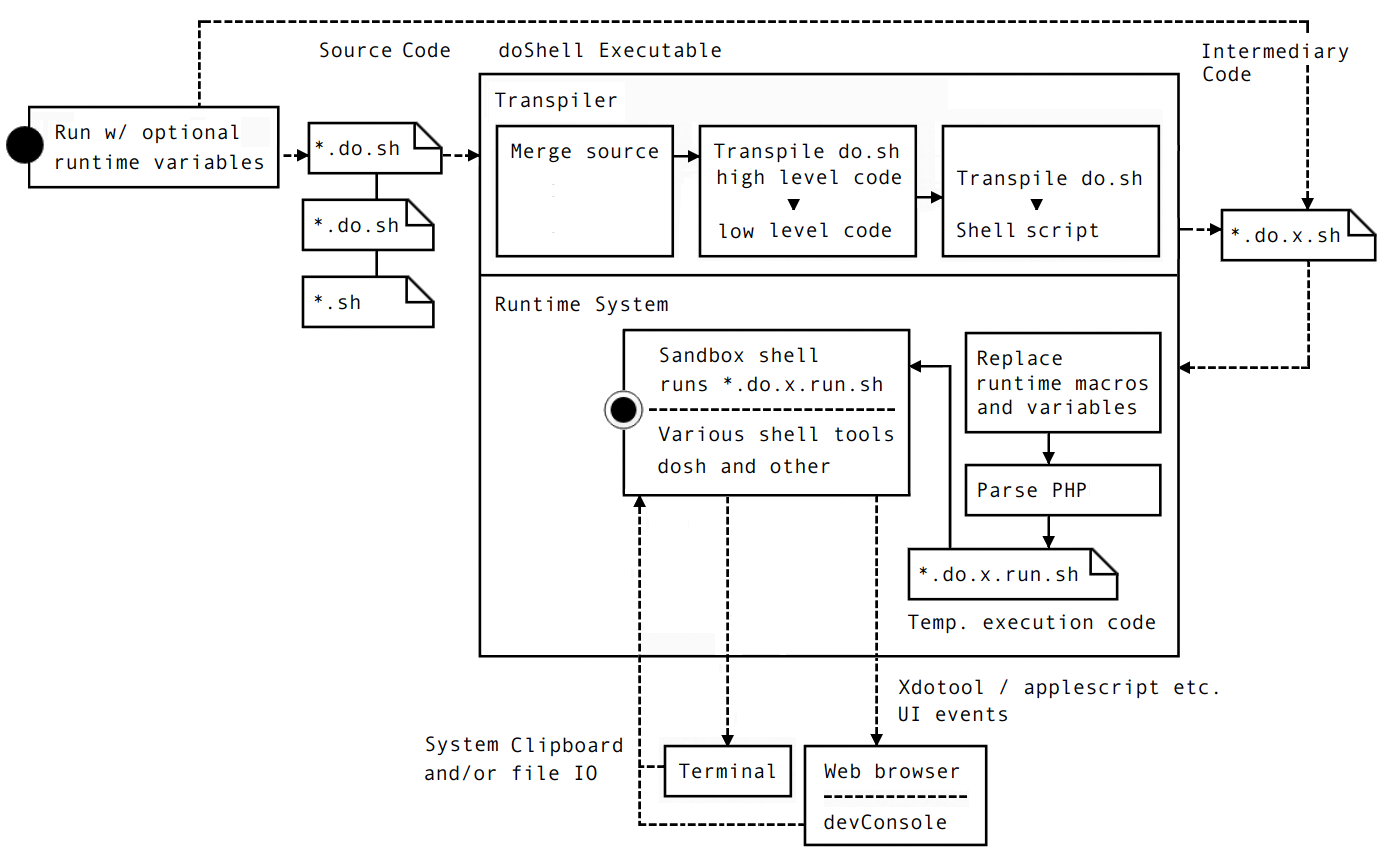 Source Code
doShell Executable
Intermediary
Code
Run w/ optional
runtime variables
*.do.sh
*.do.sh
*.sh
Transpiler
Merge source
Transpile do.sh
high level code
low level code
Transpile do.sh
Shell script
*.do.x.sh
Runtime System
Sandbox shell
runs *.do.x.run.sh
Various shell tools
dosh and other
Replace
runtime macros
and variables
Parse PHP
*.do.x.run.sh
Temp. execution code
Xdotool / applescript etc.
UI events
System Clipboard
and/or file IO
Terminal
Web browser
devConsole